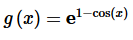 g(x) = e^{1−cos(x)}